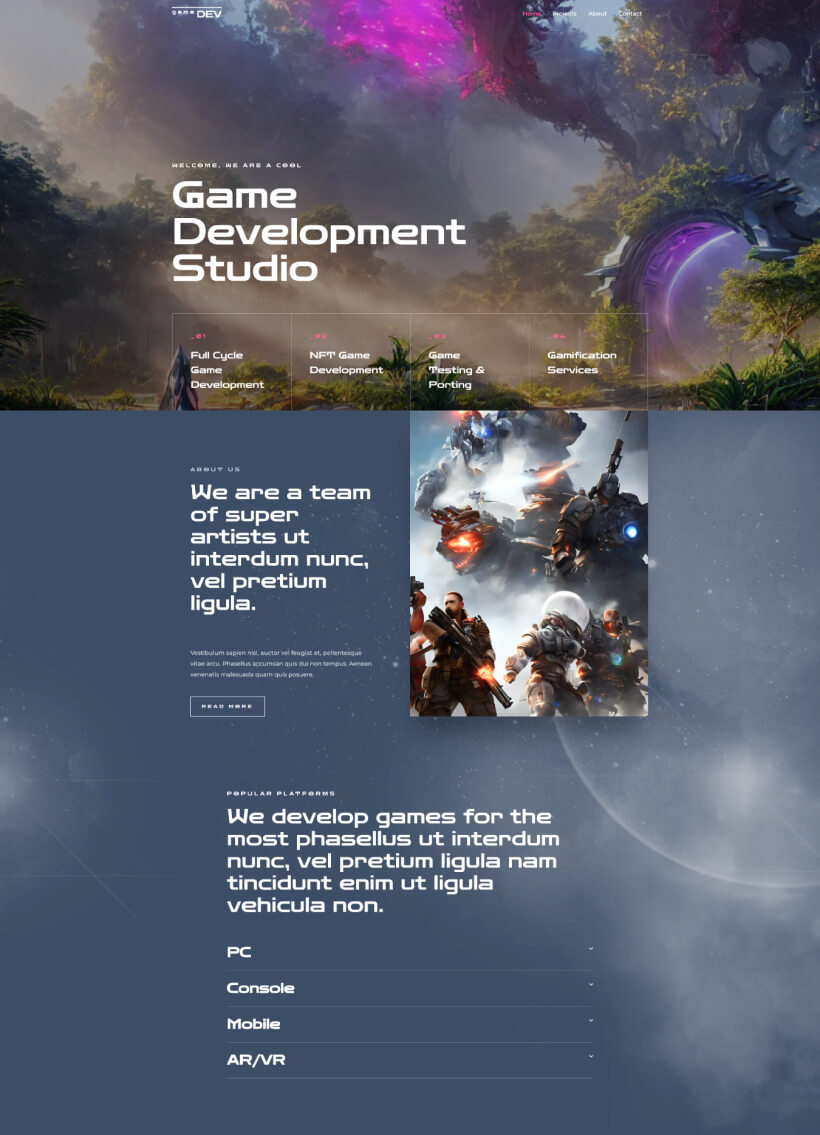 game DEV
Home Projects About Contact
WELCOME, WE ARE A COOL
Game
Development
Studio
_01
Full Cycle
Game
Development
_02
NFT Game
Development
_03
Game
Testing &
Porting
_04
Gamification
Services
ABOUT US
We are a team
of super
artists ut
interdum nunc,
vel pretium
ligula.
Vestibulum sapien nisl, auctor vel feugiat et, pellentesque
vitae arcu. Phasellus accumsan quis dui non tempus. Aenean
venenatis malesuada quam quis posuere.
READ MORE
POPULAR PLATFORMS
We develop games for the
most phasellus ut interdum
nunc, vel pretium ligula nam
tincidunt enim ut ligula
vehicula non.
PC
Console
Mobile
AR/VR